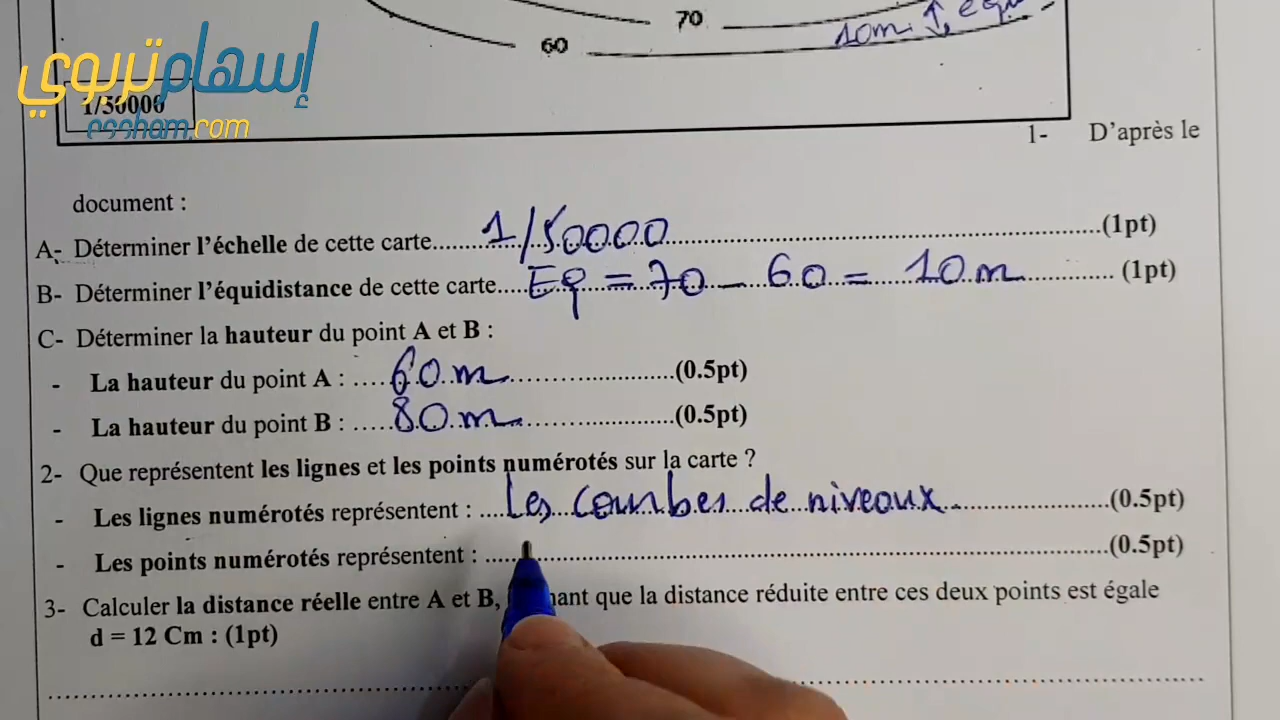 70
60
10m
إسهام تربوي
1/50000
essham.com
1- D'après le
document :
A- Déterminer l'échelle de cette carte 1/50000 (1pt)
B- Déterminer l'équidistance de cette carte Eq = 70 - 60 = 10m (1pt)
C- Déterminer la hauteur du point A et B :
- La hauteur du point A : 60m (0.5pt)
- La hauteur du point B : 80m (0.5pt)
2- Que représentent les lignes et les points numérotés sur la carte ?
- Les lignes numérotés représentent : Les courbes de niveaux (0.5pt)
- Les points numérotés représentent : (0.5pt)
3- Calculer la distance réelle entre A et B, que la distance réduite entre ces deux points est égale
d = 12 Cm : (1pt)